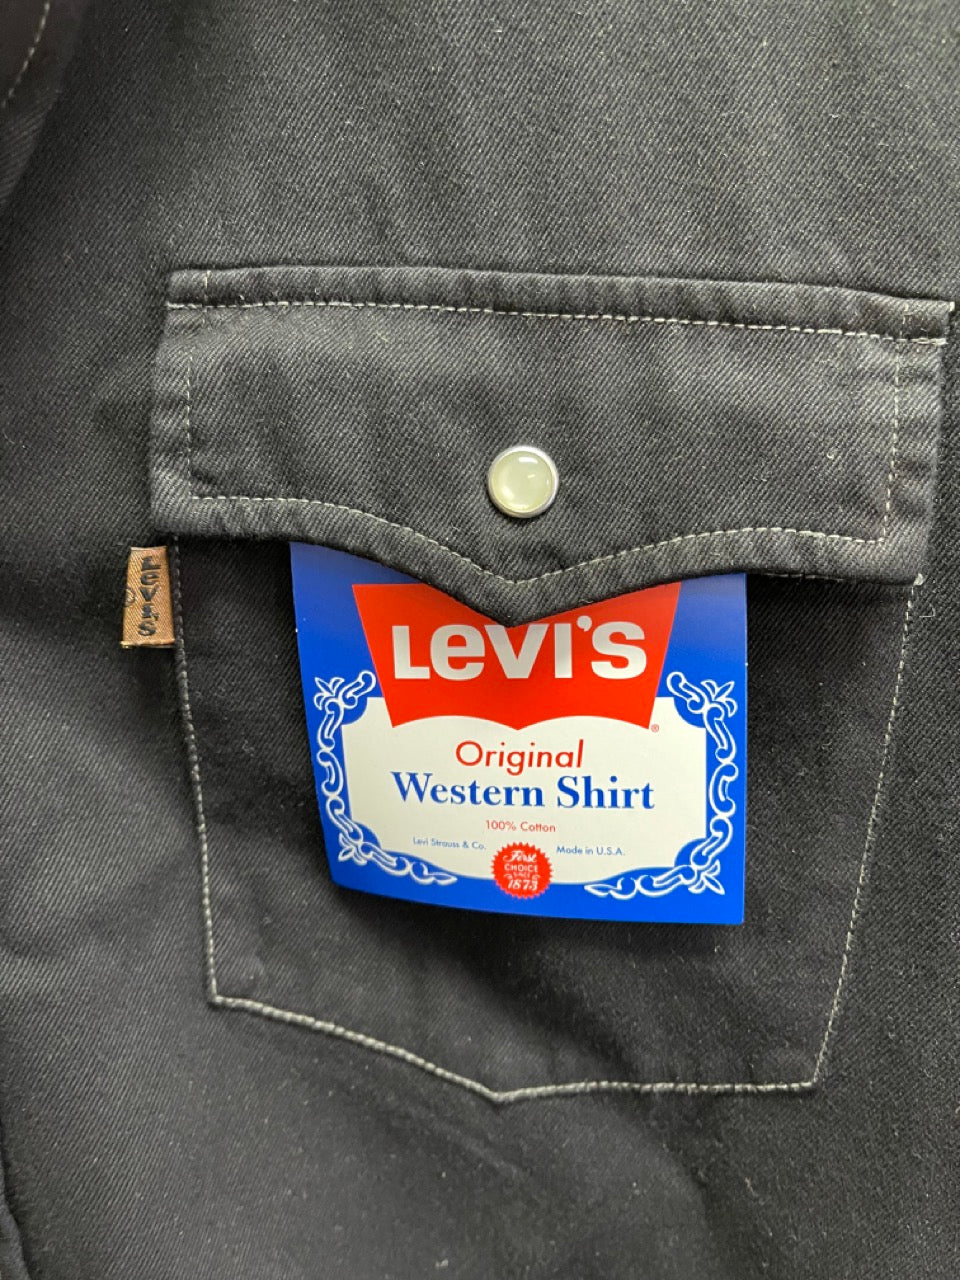 Levi's
®
Levi's
®
Original
Western Shirt
100% Cotton
Levi Strauss & Co.
Made in U.S.A.
First
CHOICE
SINCE
1873